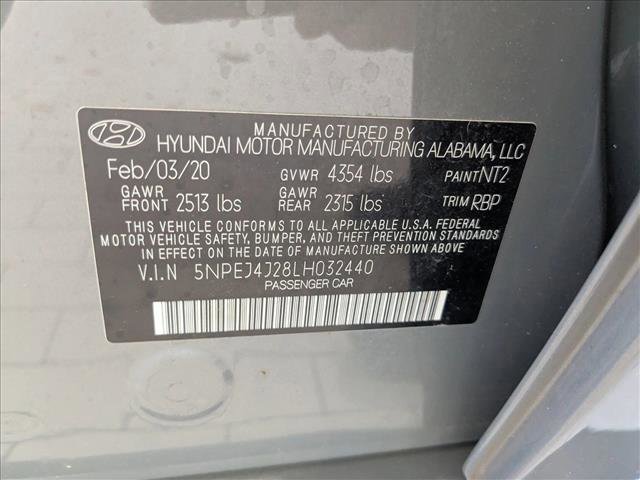 MANUFACTURED BY
HYUNDAI MOTOR MANUFACTURING ALABAMA, LLC
Feb/03/20 GVWR 4354 lbs PAINT NT2
GAWR FRONT 2513 lbs GAWR REAR 2315 lbs TRIM RBP
THIS VEHICLE CONFORMS TO ALL APPLICABLE U.S.A. FEDERAL
MOTOR VEHICLE SAFEJY, BUMPER, AND THEFT PREVENTION STANDARDS
IN EFFECT ON THE DATE OF MANUFACTURE SHOWN ABOVE
V.I.N 5NPEJ4J28LH032440
PASSENGER CAR